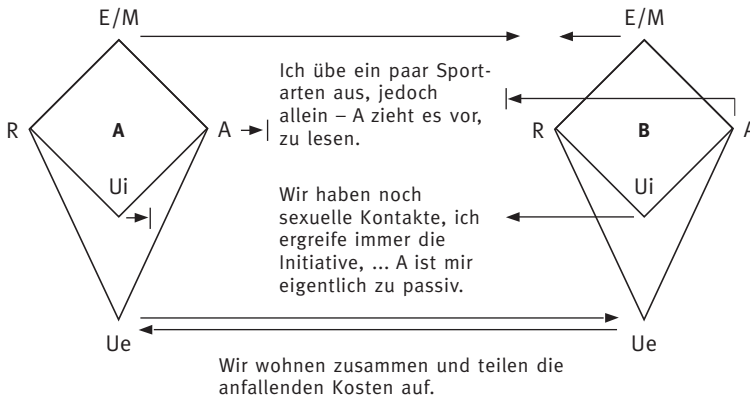 E/M
E/M
Ich übe ein paar Sport-
arten aus, jedoch
allein – A zieht es vor,
zu lesen.
R A A
R B A
Ui
Ui
Wir haben noch
sexuelle Kontakte, ich
ergreife immer die
Initiative, ... A ist mir
eigentlich zu passiv.
Ue
Ue
Wir wohnen zusammen und teilen die
anfallenden Kosten auf.